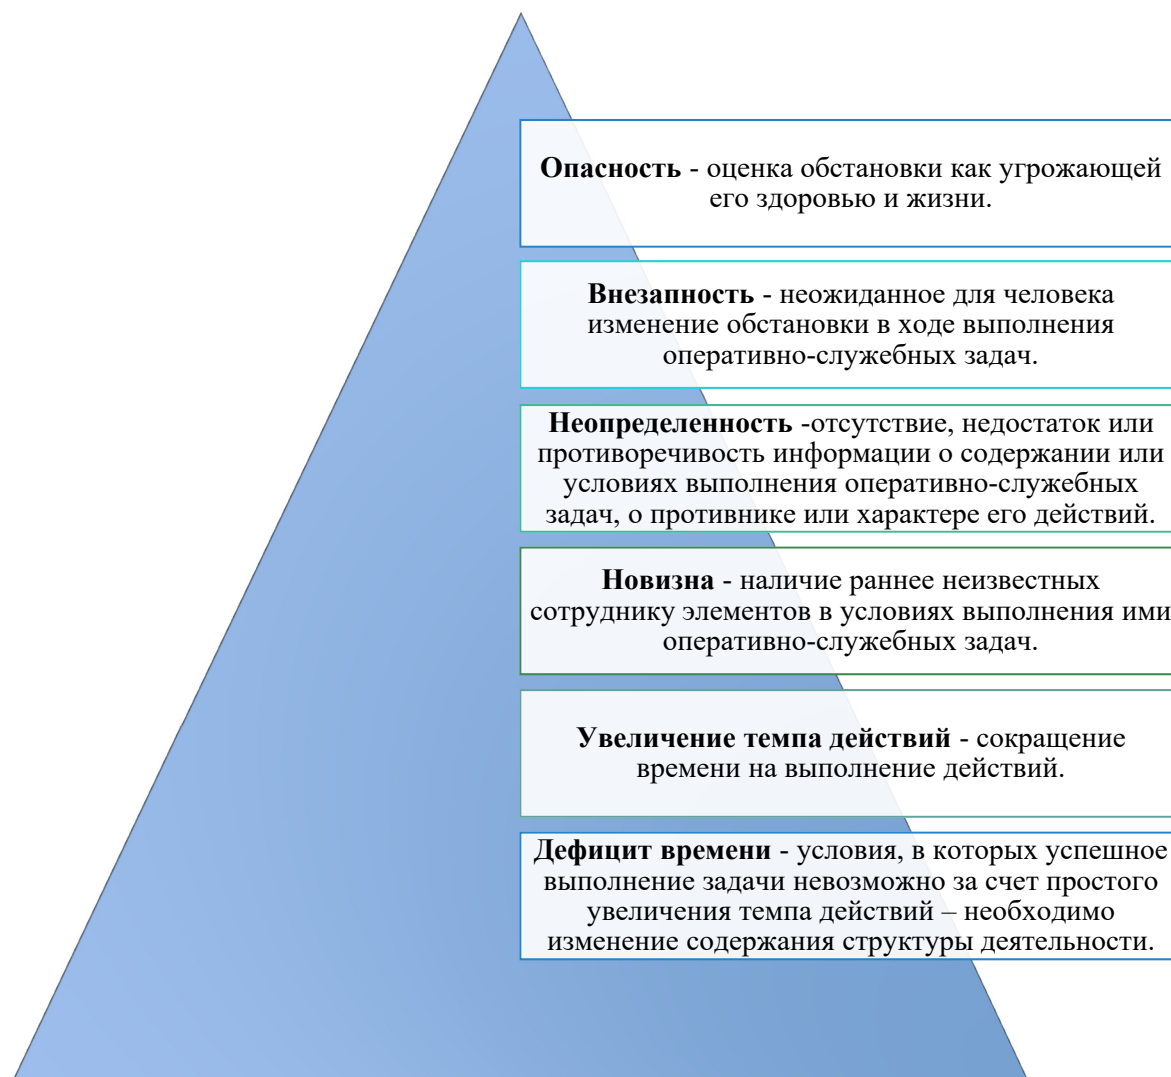 Опасность - оценка обстановки как угрожающей
его здоровью и жизни.
Внезапность - неожиданное для человека
изменение обстановки в ходе выполнения
оперативно-служебных задач.
Неопределенность -отсутствие, недостаток или
противоречивость информации о содержании или
условиях выполнения оперативно-служебных
задач, о противнике или характере его действий.
Новизна - наличие раннее неизвестных
сотруднику элементов в условиях выполнения ими
оперативно-служебных задач.
Увеличение темпа действий - сокращение
времени на выполнение действий.
Дефицит времени - условия, в которых успешное
выполнение задачи невозможно за счет простого
увеличения темпа действий – необходимо
изменение содержания структуры деятельности.